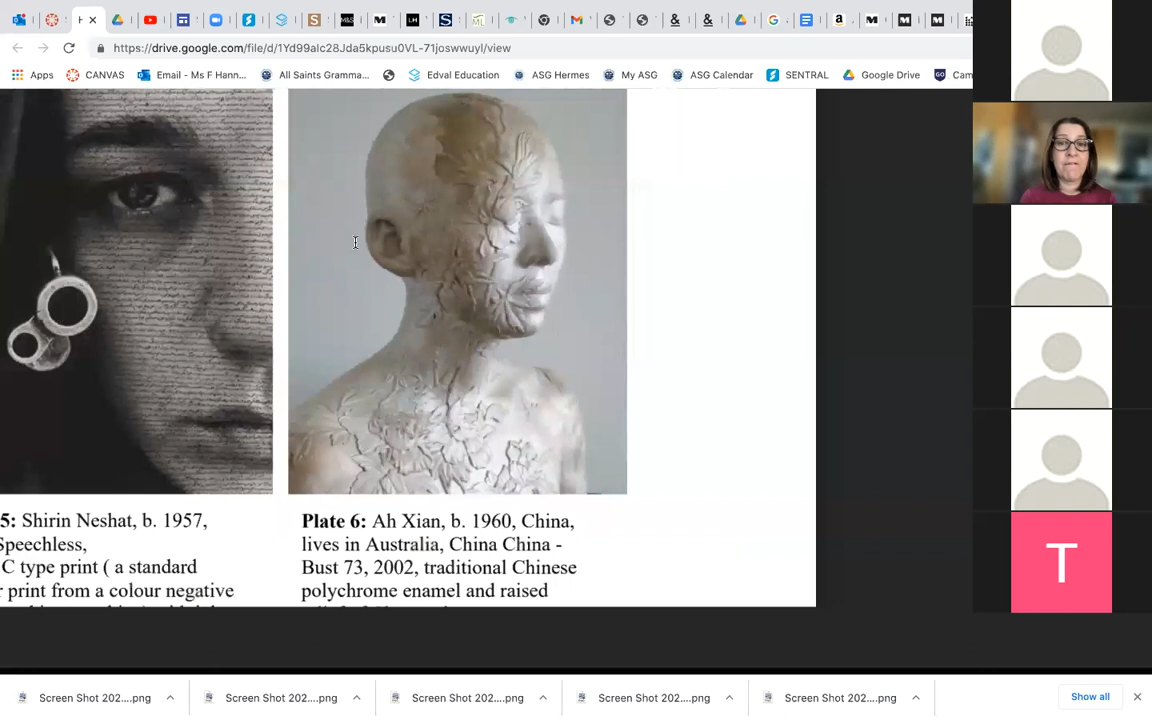 https://drive.google.com/file/d/1Yd99alc28Jda5kpusu0VL-71joswwuyl/view
Apps
CANVAS
Email - Ms F Hann...
All Saints Gramma...
Edval Education
ASG Hermes
My ASG
ASG Calendar
SENTRAL
Google Drive
Cam
5: Shirin Neshat, b. 1957,
Speechless,
C type print ( a standard
r print from a colour negative
Plate 6: Ah Xian, b. 1960, China,
lives in Australia, China China -
Bust 73, 2002, traditional Chinese
polychrome enamel and raised
T
Screen Shot 202....png
Screen Shot 202....png
Screen Shot 202....png
Screen Shot 202....png
Screen Shot 202....png
Show all